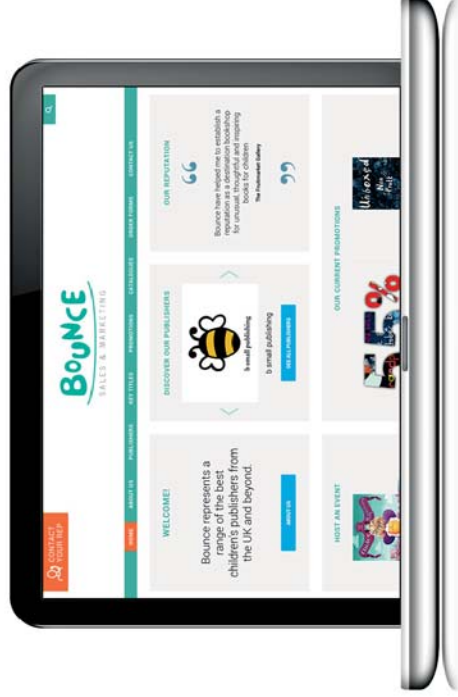 CONTACT
YOUR REP
BOUNCE
SALES & MARKETING
HOME
ABOUT US
PUBLISHERS
KEY TITLES
PROMOTIONS
CATALOGUES
ORDER FORMS
CONTACT US
WELCOME!
Bounce represents a
range of the best
children's publishers from
the UK and beyond.
ABOUT US
DISCOVER OUR PUBLISHERS
b small publishing
b small publishing
SEE ALL PUBLISHERS
OUR REPUTATION
“
Bounce have helped me to establish a
reputation as a destination bookshop
for unusual, thoughtful and inspiring
books for children
The Fruitmarket Gallery
”
HOST AN EVENT
OUR CURRENT PROMOTIONS
Unboxed
Non
Pratt